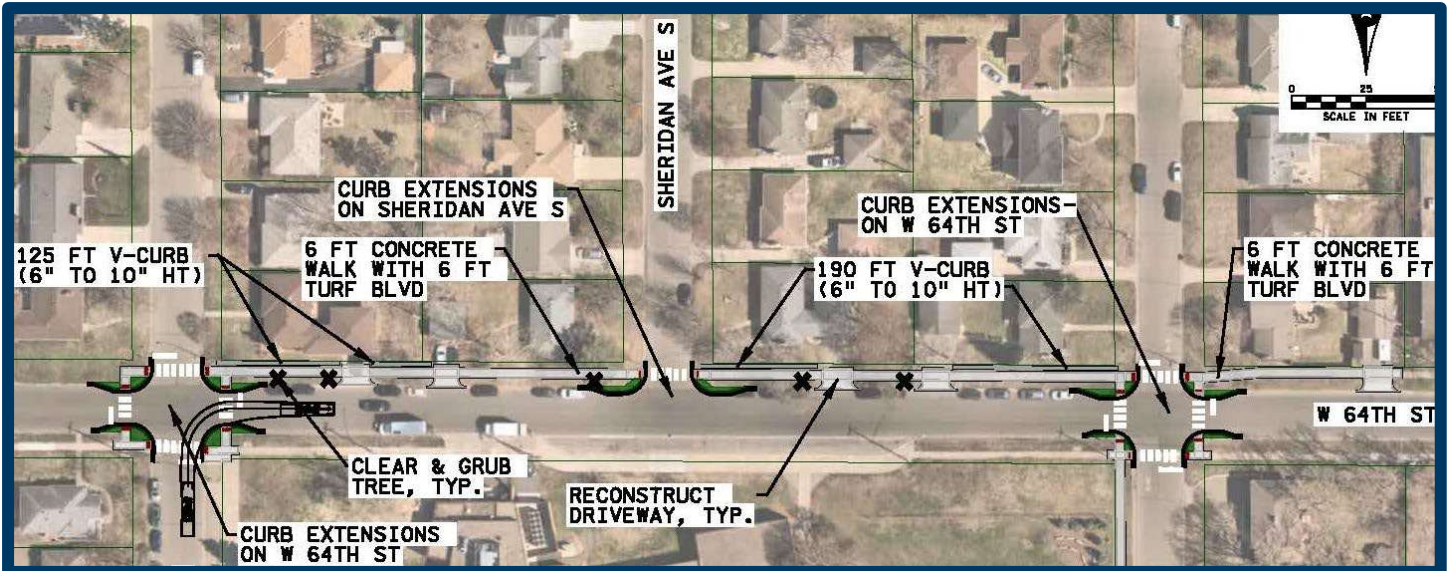 SHERIDAN AVE S
0 25
SCALE IN FEET
CURB EXTENSIONS
ON SHERIDAN AVE S
CURB EXTENSIONS
ON W 64TH ST
125 FT V-CURB
(6" TO 10" HT)
6 FT CONCRETE
WALK WITH 6 FT
TURF BLVD
190 FT V-CURB
(6" TO 10" HT)
6 FT CONCRETE
WALK WITH 6 FT
TURF BLVD
W 64TH ST
CLEAR & GRUB
TREE, TYP.
RECONSTRUCT
DRIVEWAY, TYP.
CURB EXTENSIONS
ON W 64TH ST